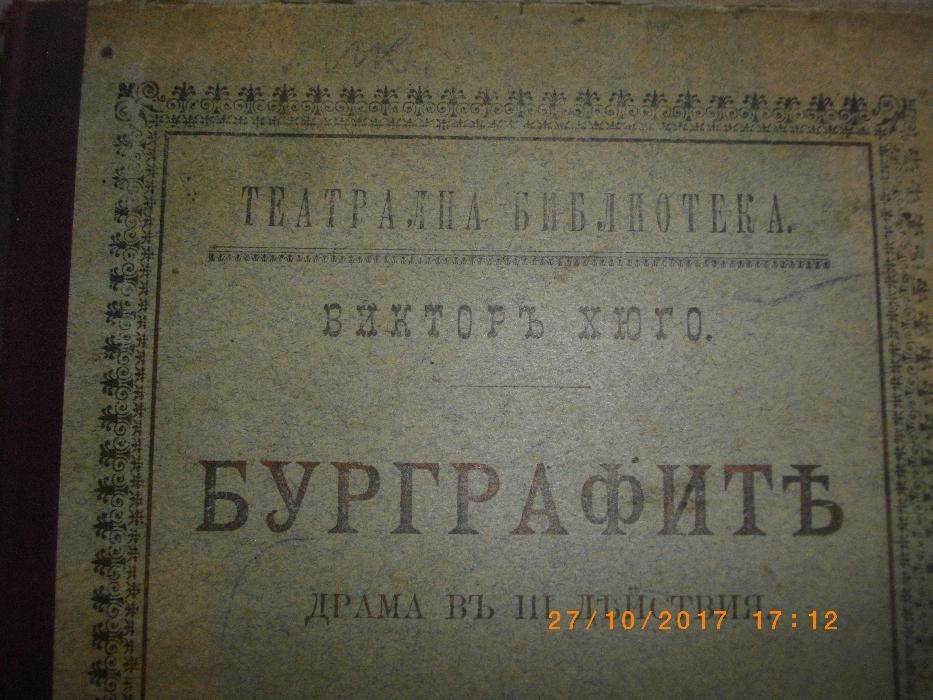 ТЕАТРАЛНА БИБЛИОТЕКА.
ВИКТОРЪ ХЮГО.
БУРГРАФИТѢ
ДРАМА ВЪ III ДѢЙСТВИЯ.
27/10/2017 17:12